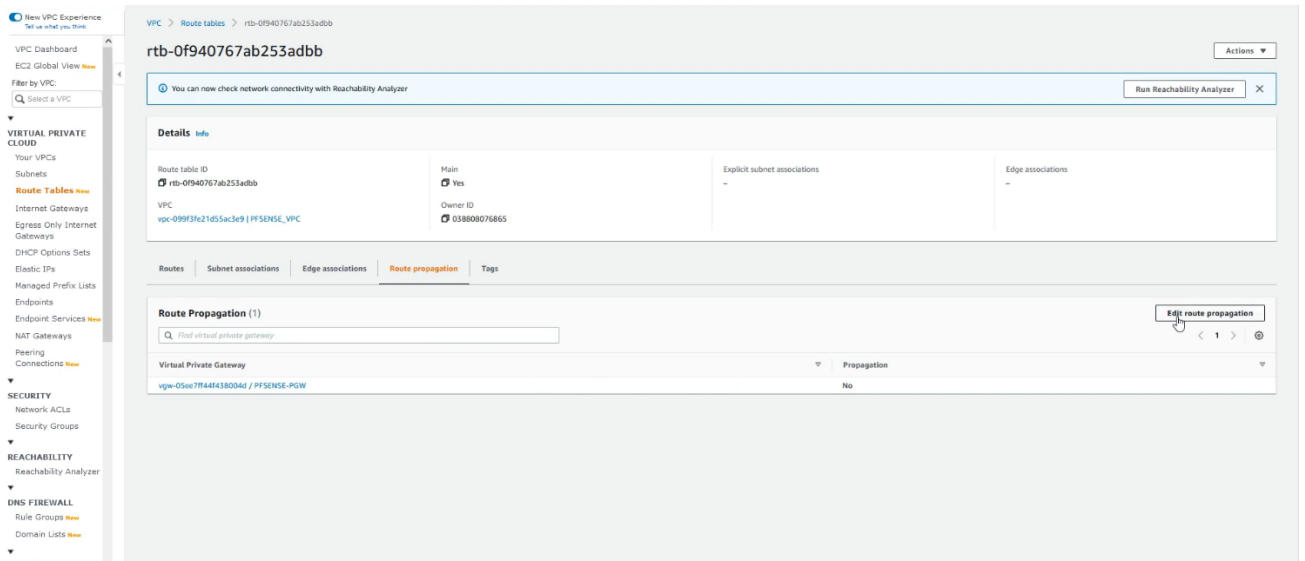 New VPC Experience
Tell us what you think
VPC Dashboard
EC2 Global View New
Filter by VPC:
Select a VPC
VIRTUAL PRIVATE
CLOUD
Your VPCs
Subnets
Route Tables New
Internet Gateways
Egress Only Internet
Gateways
DHCP Options Sets
Elastic IPs
Managed Prefix Lists
Endpoints
Endpoint Services New
NAT Gateways
Peering
Connections New
SECURITY
Network ACLs
Security Groups
REACHABILITY
Reachability Analyzer
DNS FIREWALL
Rule Groups New
Domain Lists New
VPC > Route tables > rtb-0f940767ab253adbb
rtb-0f940767ab253adbb
Actions
You can now check network connectivity with Reachability Analyzer
Run Reachability Analyzer
Details Info
Route table ID
rtb-0f940767ab253adbb
Main
Yes
Explicit subnet associations
–
Edge associations
–
VPC
vpc-099f3fe21d55ac3e9 | PFSENSE_VPC
Owner ID
038808076865
Routes
Subnet associations
Edge associations
Route propagation
Tags
Route Propagation (1)
Edit route propagation
Find virtual private gateway
< 1 >
Virtual Private Gateway
Propagation
vgw-05ee7ff44f438004d / PFSENSE-PGW
No